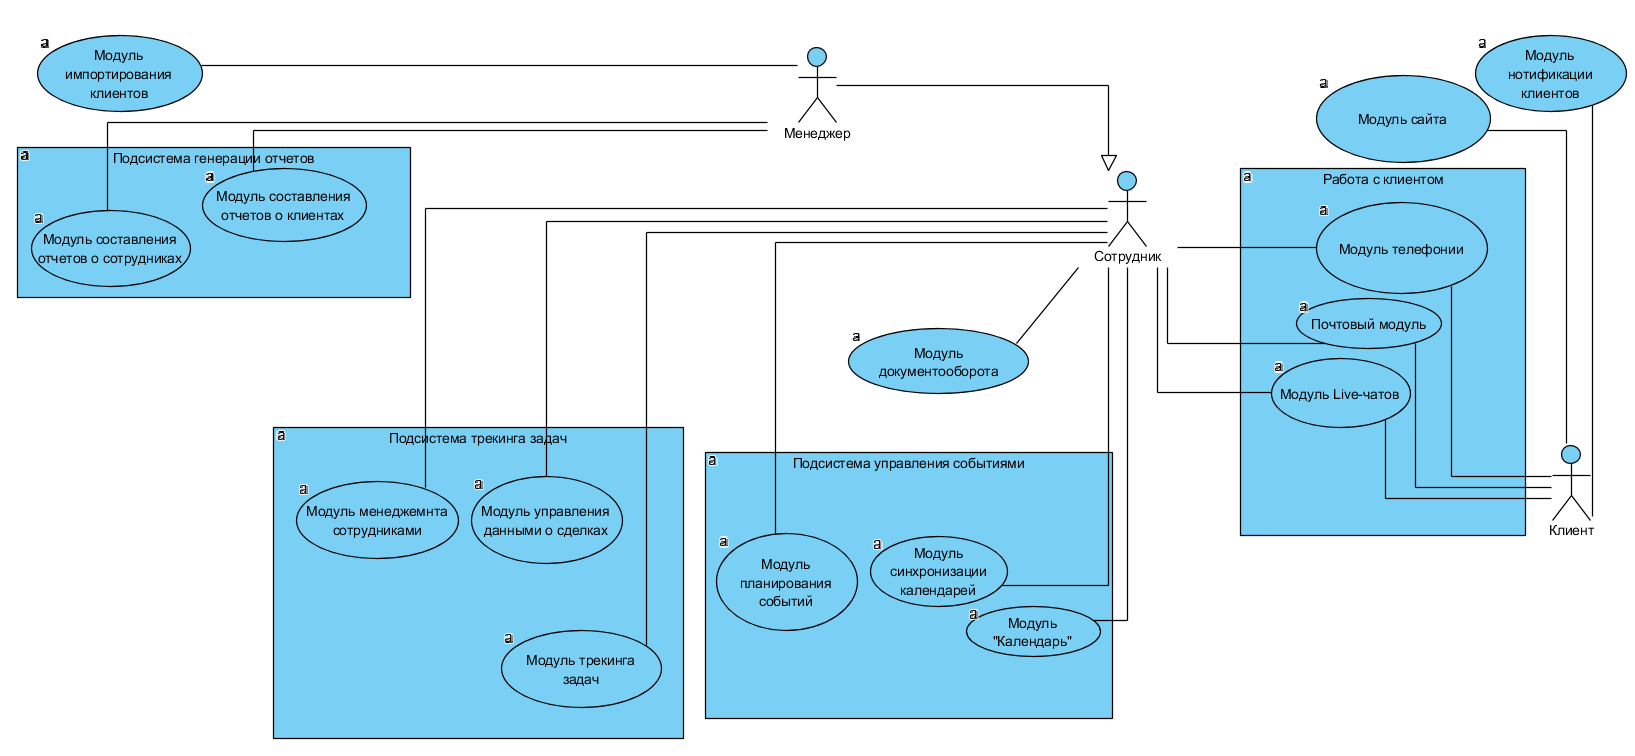 a
Модуль
импортирования
клиентов
Менеджер
a
Модуль
нотификации
клиентов
a
Модуль сайта
a
Подсистема генерации отчетов
a
Модуль составления
отчетов о клиентах
a
Модуль составления
отчетов о сотрудниках
Сотрудник
a
Работа с клиентом
a
Модуль телефонии
a
Почтовый модуль
a
Модуль Live-чатов
Клиент
a
Модуль
документооборота
a
Подсистема трекинга задач
a
Модуль менеджемнта
сотрудниками
a
Модуль управления
данными о сделках
a
Модуль трекинга
задач
a
Подсистема управления событиями
a
Модуль
планирования
событий
a
Модуль
синхронизации
календарей
a
Модуль
"Календарь"